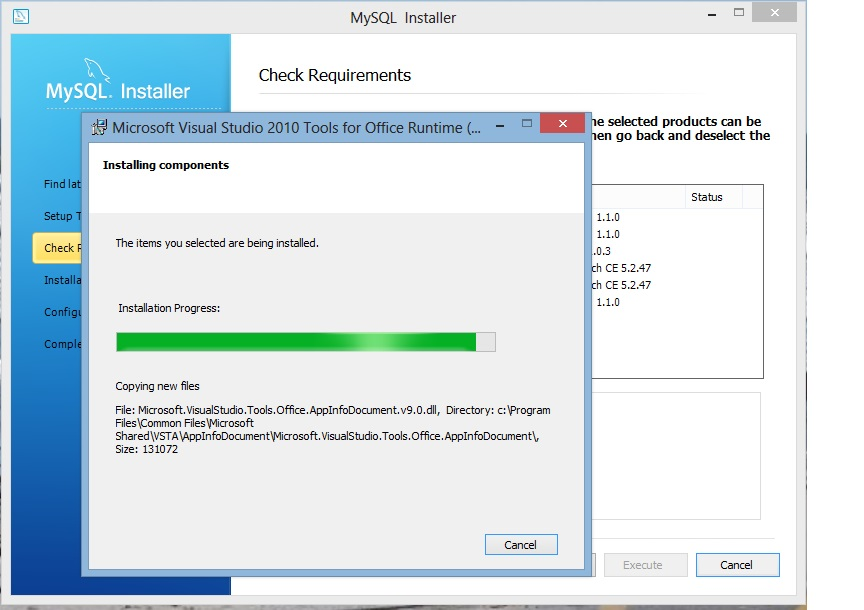 MySQL Installer
MySQL. Installer
Check Requirements
Microsoft Visual Studio 2010 Tools for Office Runtime (...
he selected products can be
hen go back and deselect the
Installing components
Find lat
Setup T
Check R
Installa
Configu
Comple
Status
1.1.0
1.1.0
.0.3
ch CE 5.2.47
ch CE 5.2.47
1.1.0
The items you selected are being installed.
Installation Progress:
Copying new files
File: Microsoft.VisualStudio.Tools.Office.AppInfoDocument.v9.0.dll, Directory: c:\Program
Files\Common Files\Microsoft
Shared\VSTA\AppInfoDocument\Microsoft.VisualStudio.Tools.Office.AppInfoDocument\,
Size: 131072
Cancel
Execute
Cancel